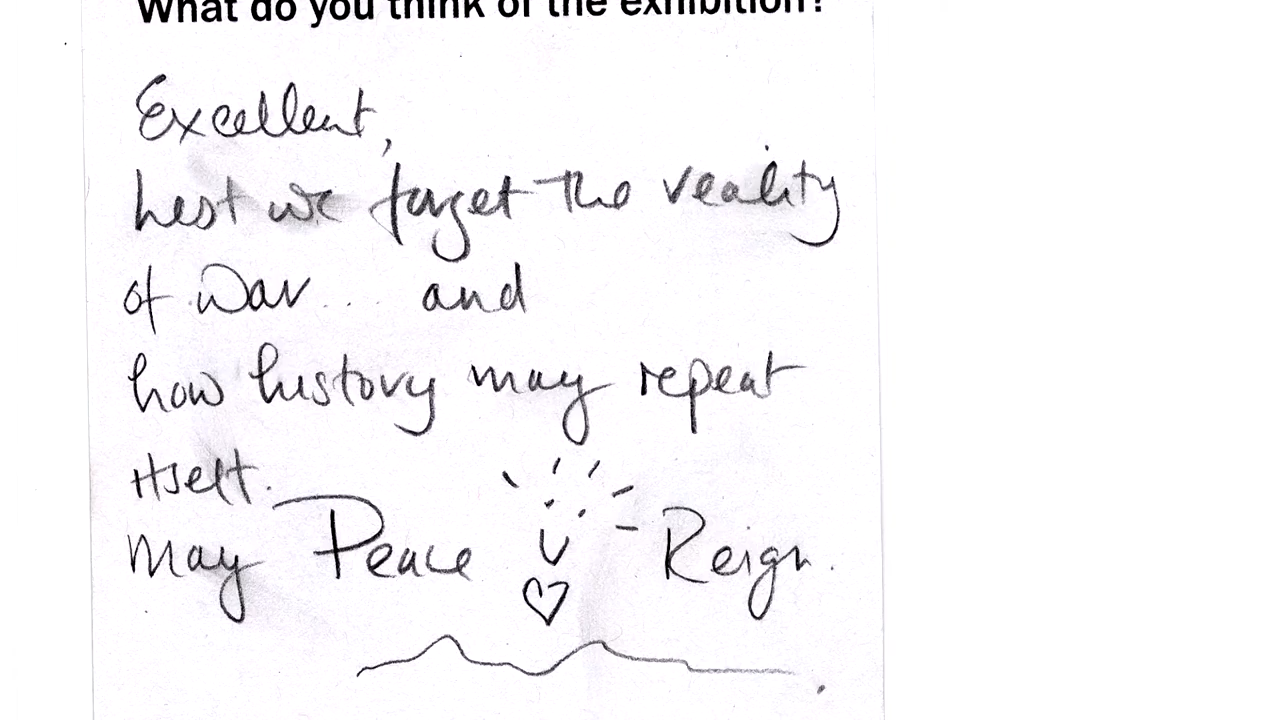 What do you think of the exhibition?
Excellent,
Lest we forget the reality
of war... and
how history may repeat
itself.
May Peace Reign.